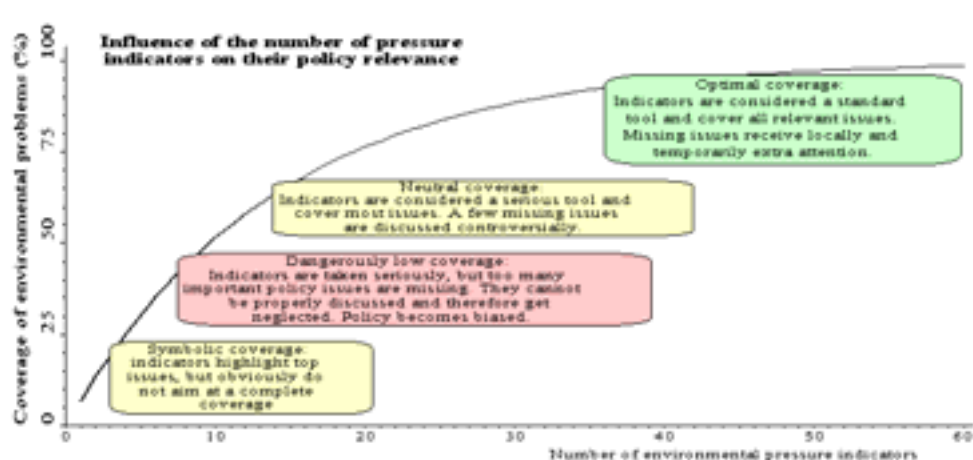 Influence of the number of pressure
indicators on their policy relevance
Coverage of environmental problems (%)
100
75
50
25
0
Optimal coverage:
Indicators are considered a standard
tool and cover all relevant issues.
Missing issues receive locally and
temporarily extra attention.
Neutral coverage:
Indicators are considered a serious tool and
cover most issues. A few missing issues
are discussed controversially.
Dangerously low coverage:
Indicators are taken seriously, but too many
important policy issues are missing. They cannot
be properly discussed and therefore get
neglected. Policy becomes biased.
Symbolic coverage:
indicators highlight top
issues, but obviously do
not aim at a complete
coverage
0 10 20 30 40 50 60
Number of environmental pressure indicators